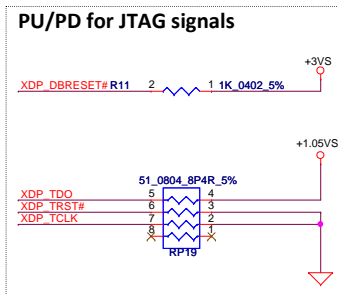 PU/PD for JTAG signals
+3VS
XDP_DBRESET# R11 2 1 1K_0402_5%
+1.05VS
51_0804_8P4R_5%
XDP_TDO 5 4
XDP_TRST# 6 3
XDP_TCLK 7 2
8 1
RP19